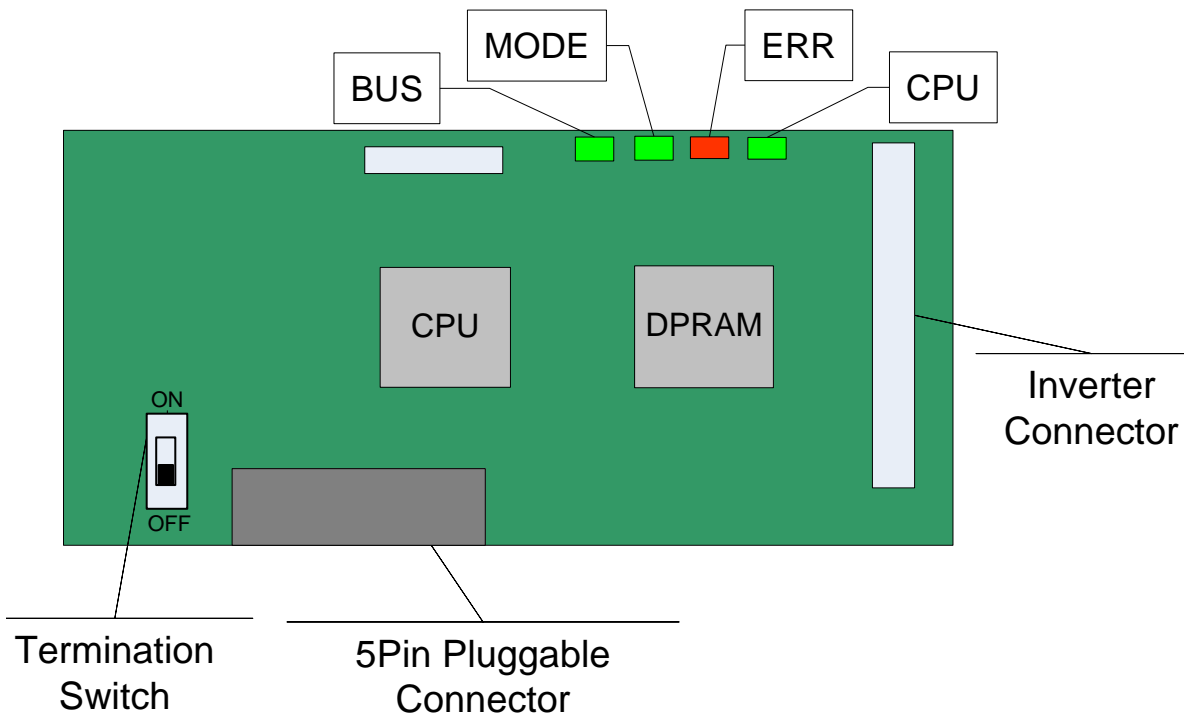 MODE
ERR
BUS
CPU
CPU
DPRAM
ON
OFF
Inverter
Connector
Termination
Switch
5Pin Pluggable
Connector